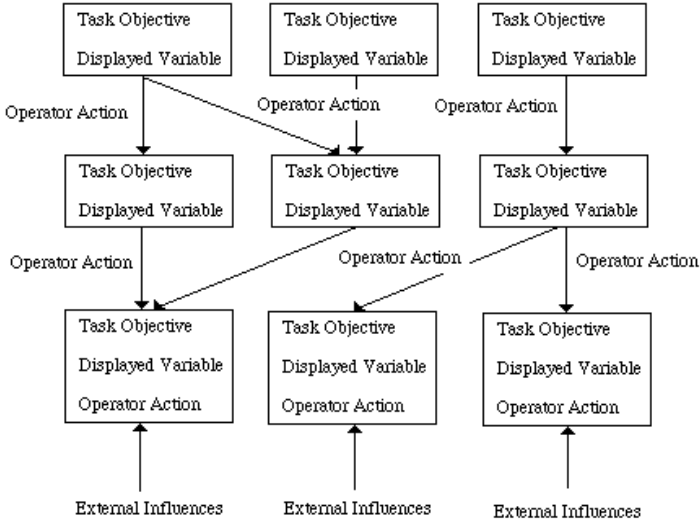 Task Objective
Displayed Variable
Task Objective
Displayed Variable
Task Objective
Displayed Variable
Operator Action
Operator Action
Operator Action
Task Objective
Displayed Variable
Task Objective
Displayed Variable
Task Objective
Displayed Variable
Operator Action
Operator Action
Operator Action
Task Objective
Displayed Variable
Operator Action
Task Objective
Displayed Variable
Operator Action
Task Objective
Displayed Variable
Operator Action
External Influences
External Influences
External Influences